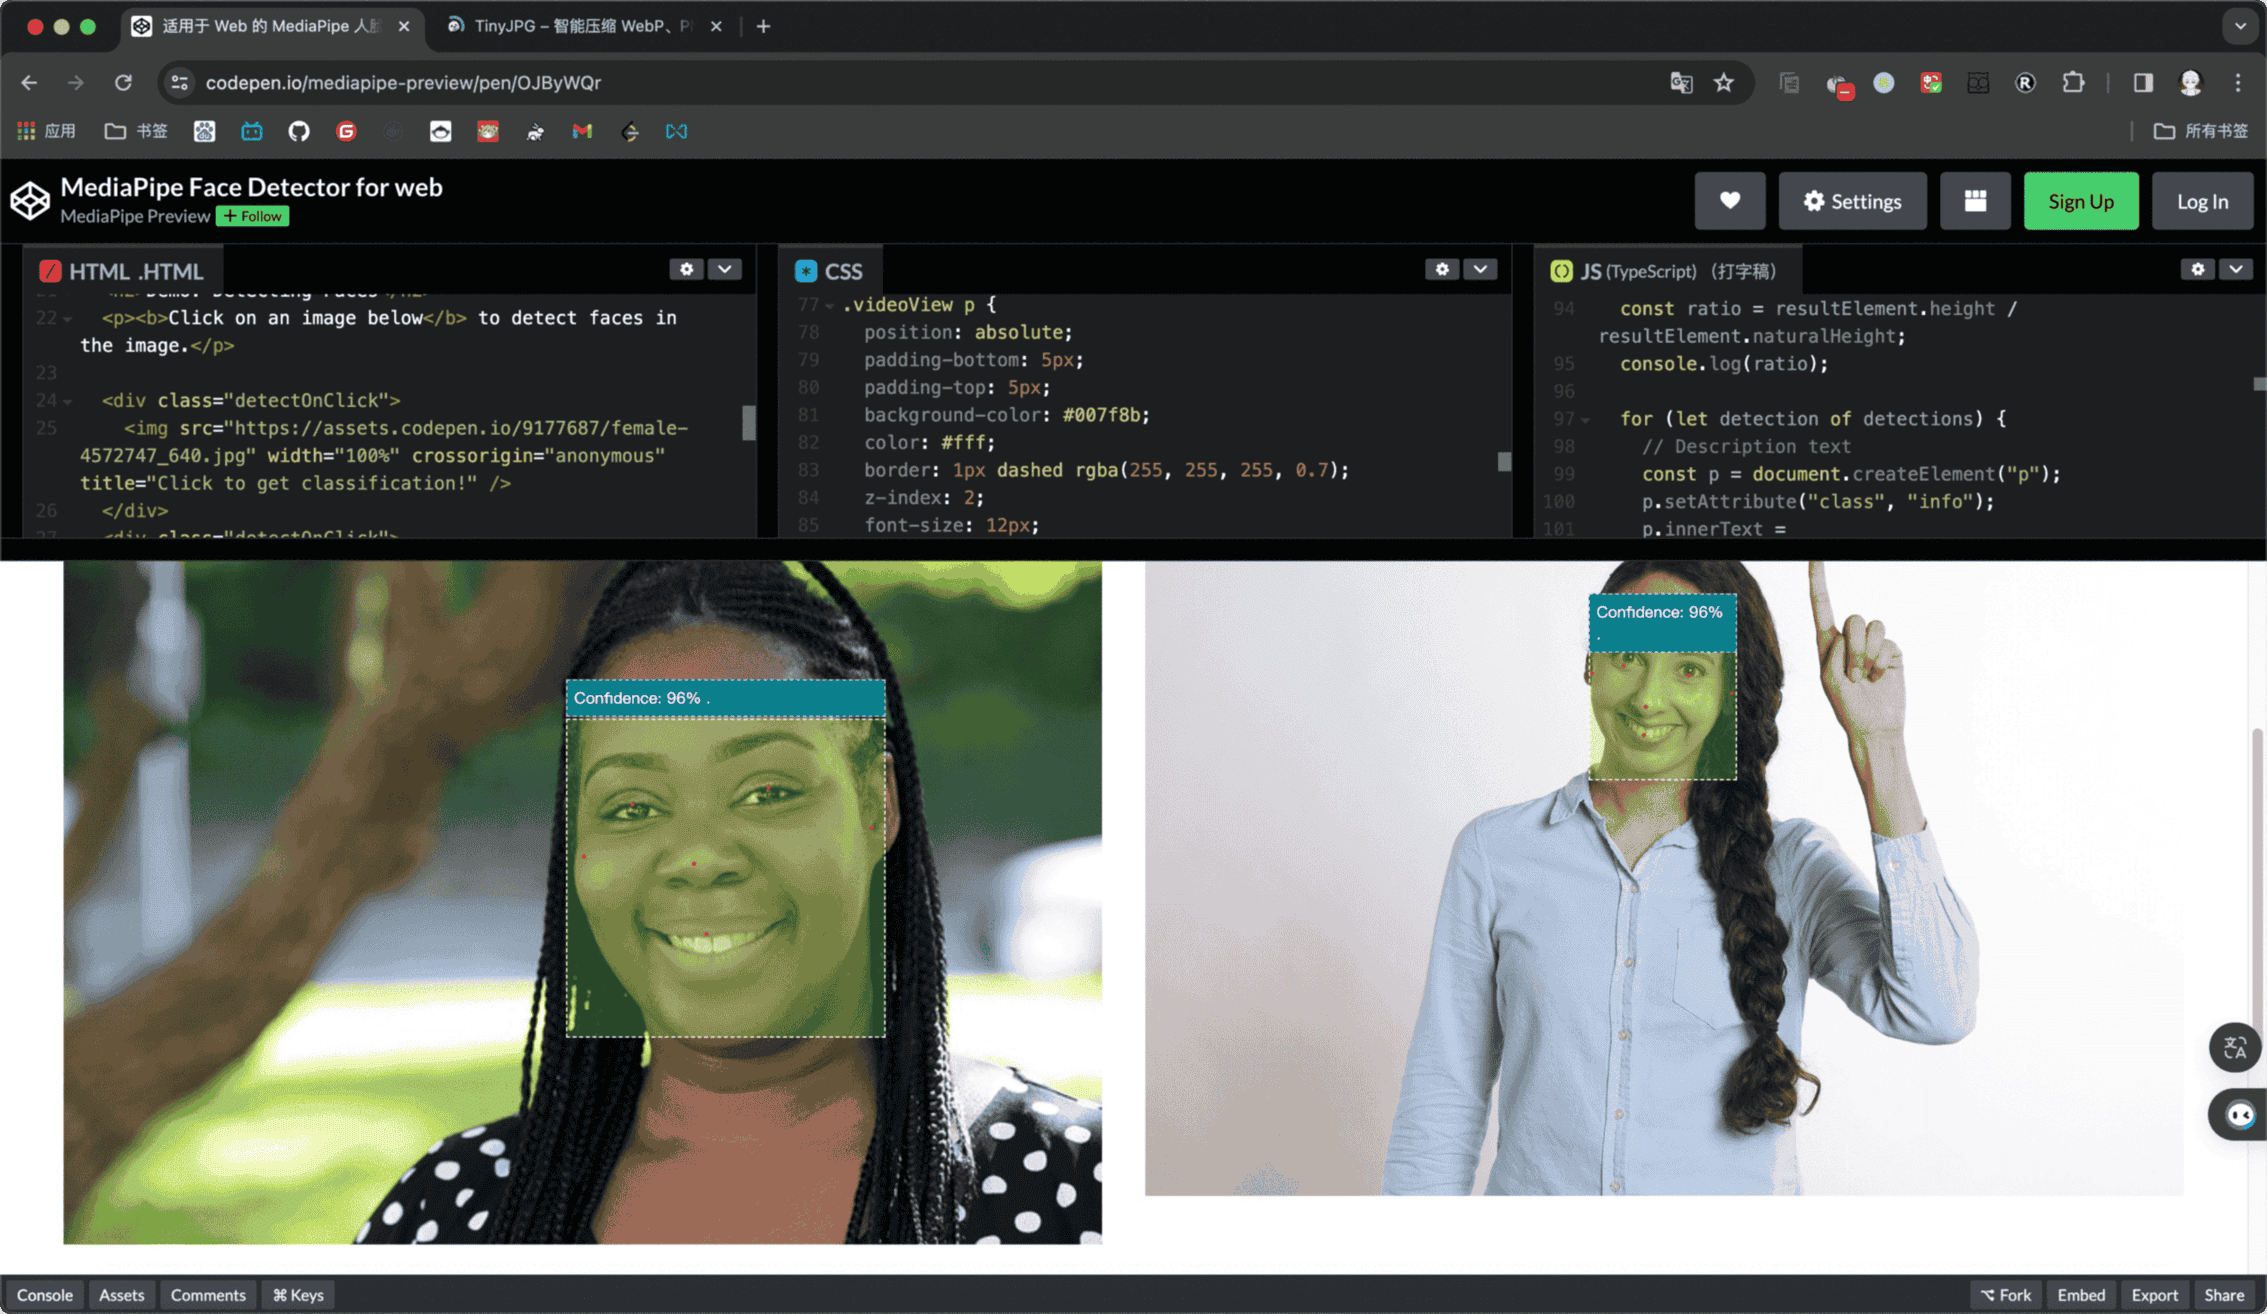 适用于 Web 的 MediaPipe 人脸
TinyJPG – 智能压缩 WebP、P
codepen.io/mediapipe-preview/pen/OJByWQr
应用
书签
所有书签
MediaPipe Face Detector for web
MediaPipe Preview + Follow
Settings
Sign Up
Log In
HTML .HTML
22 <p><b>Click on an image below</b> to detect faces in
the image.</p>
23
24 <div class="detectOnClick">
25 <img src="https://assets.codepen.io/9177687/female-
4572747_640.jpg" width="100%" crossorigin="anonymous"
title="Click to get classification!" />
26 </div>
27 <div class="detectOnClick">
CSS
77 .videoView p {
78 position: absolute;
79 padding-bottom: 5px;
80 padding-top: 5px;
81 background-color: #007f8b;
82 color: #fff;
83 border: 1px dashed rgba(255, 255, 255, 0.7);
84 z-index: 2;
85 font-size: 12px;
JS (TypeScript) （打字稿）
94 const ratio = resultElement.height /
resultElement.naturalHeight;
95 console.log(ratio);
96
97 for (let detection of detections) {
98 // Description text
99 const p = document.createElement("p");
100 p.setAttribute("class", "info");
101 p.innerText =
Confidence: 96% .
Confidence: 96%
.
Console
Assets
Comments
⌘ Keys
Fork
Embed
Export
Share